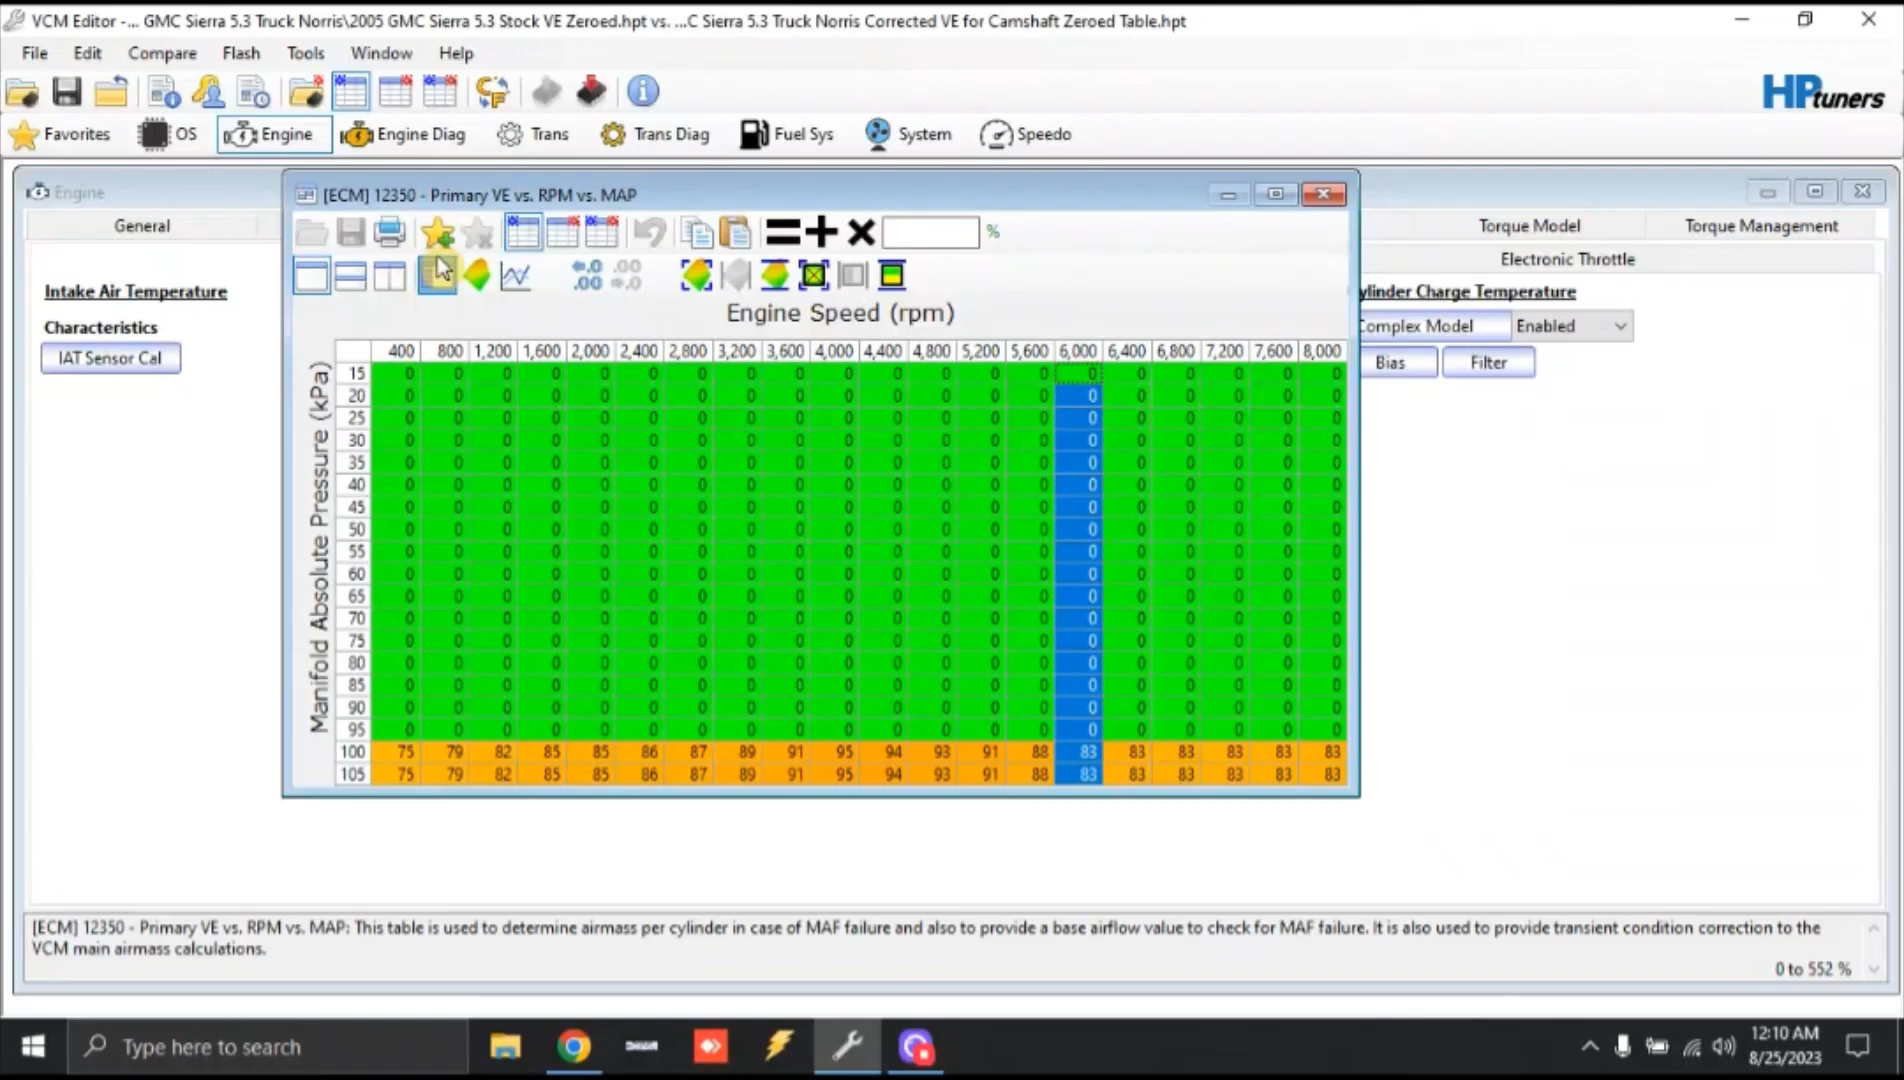 VCM Editor -... GMC Sierra 5.3 Truck Norris\2005 GMC Sierra 5.3 Stock VE Zeroed.hpt vs. ...C Sierra 5.3 Truck Norris Corrected VE for Camshaft Zeroed Table.hpt
File Edit Compare Flash Tools Window Help
HPtuners
Favorites OS Engine Engine Diag Trans Trans Diag Fuel Sys System Speedo
Engine
[ECM] 12350 - Primary VE vs. RPM vs. MAP
General Torque Model Torque Management
%
Electronic Throttle
Intake Air Temperature
ylinder Charge Temperature
Characteristics
Complex Model Enabled
IAT Sensor Cal
Bias Filter
Engine Speed (rpm)
Manifold Absolute Pressure (kPa)
400 800 1,200 1,600 2,000 2,400 2,800 3,200 3,600 4,000 4,400 4,800 5,200 5,600 6,000 6,400 6,800 7,200 7,600 8,000
15 0 0 0 0 0 0 0 0 0 0 0 0 0 0 0 0 0 0 0 0
20 0 0 0 0 0 0 0 0 0 0 0 0 0 0 0 0 0 0 0 0
25 0 0 0 0 0 0 0 0 0 0 0 0 0 0 0 0 0 0 0 0
30 0 0 0 0 0 0 0 0 0 0 0 0 0 0 0 0 0 0 0 0
35 0 0 0 0 0 0 0 0 0 0 0 0 0 0 0 0 0 0 0 0
40 0 0 0 0 0 0 0 0 0 0 0 0 0 0 0 0 0 0 0 0
45 0 0 0 0 0 0 0 0 0 0 0 0 0 0 0 0 0 0 0 0
50 0 0 0 0 0 0 0 0 0 0 0 0 0 0 0 0 0 0 0 0
55 0 0 0 0 0 0 0 0 0 0 0 0 0 0 0 0 0 0 0 0
60 0 0 0 0 0 0 0 0 0 0 0 0 0 0 0 0 0 0 0 0
65 0 0 0 0 0 0 0 0 0 0 0 0 0 0 0 0 0 0 0 0
70 0 0 0 0 0 0 0 0 0 0 0 0 0 0 0 0 0 0 0 0
75 0 0 0 0 0 0 0 0 0 0 0 0 0 0 0 0 0 0 0 0
80 0 0 0 0 0 0 0 0 0 0 0 0 0 0 0 0 0 0 0 0
85 0 0 0 0 0 0 0 0 0 0 0 0 0 0 0 0 0 0 0 0
90 0 0 0 0 0 0 0 0 0 0 0 0 0 0 0 0 0 0 0 0
95 0 0 0 0 0 0 0 0 0 0 0 0 0 0 0 0 0 0 0 0
100 75 79 82 85 85 86 87 89 91 95 94 93 91 88 83 83 83 83 83 83
105 75 79 82 85 85 86 87 89 91 95 94 93 91 88 83 83 83 83 83 83
[ECM] 12350 - Primary VE vs. RPM vs. MAP: This table is used to determine airmass per cylinder in case of MAF failure and also to provide a base airflow value to check for MAF failure. It is also used to provide transient condition correction to the
VCM main airmass calculations.
0 to 552 %
Type here to search
12:10 AM
8/25/2023